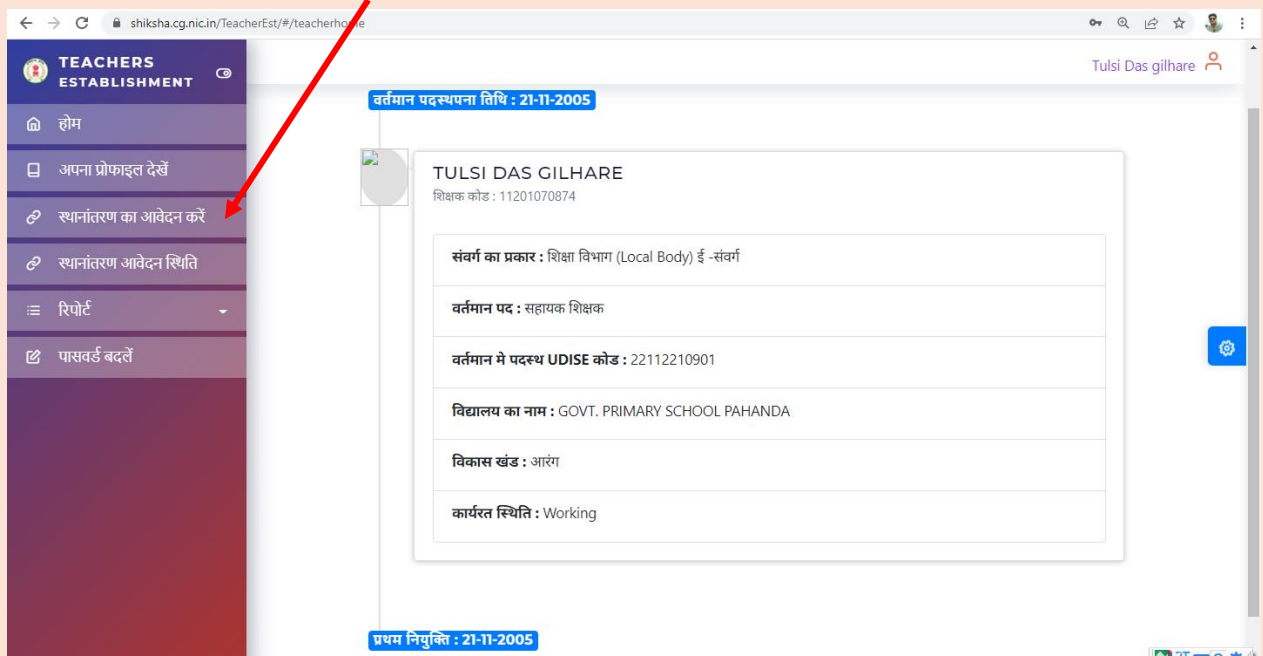 shiksha.cg.nic.in/TeacherEst/#/teacherhome
TEACHERS
ESTABLISHMENT
Tulsi Das gilhare
होम
अपना प्रोफाइल देखें
स्थानांतरण का आवेदन करें
स्थानांतरण आवेदन स्थिति
रिपोर्ट
पासवर्ड बदलें
वर्तमान पदस्थपना तिथि : 21-11-2005
TULSI DAS GILHARE
शिक्षक कोड : 11201070874
संवर्ग का प्रकार : शिक्षा विभाग (Local Body) ई -संवर्ग
वर्तमान पद : सहायक शिक्षक
वर्तमान मे पदस्थ UDISE कोड : 22112210901
विद्यालय का नाम : GOVT. PRIMARY SCHOOL PAHANDA
विकास खंड : आरंग
कार्यरत स्थिति : Working
प्रथम नियुक्ति : 21-11-2005